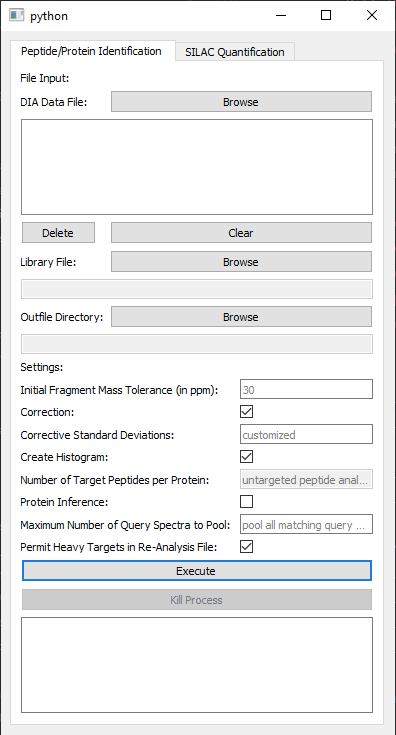 python
Peptide/Protein Identification SILAC Quantification
File Input:
DIA Data File: Browse
Delete Clear
Library File: Browse
Outfile Directory: Browse
Settings:
Initial Fragment Mass Tolerance (in ppm): 30
Correction:
Corrective Standard Deviations: customized
Create Histogram:
Number of Target Peptides per Protein: untargeted peptide anal...
Protein Inference:
Maximum Number of Query Spectra to Pool: pool all matching query ...
Permit Heavy Targets in Re-Analysis File:
Execute
Kill Process